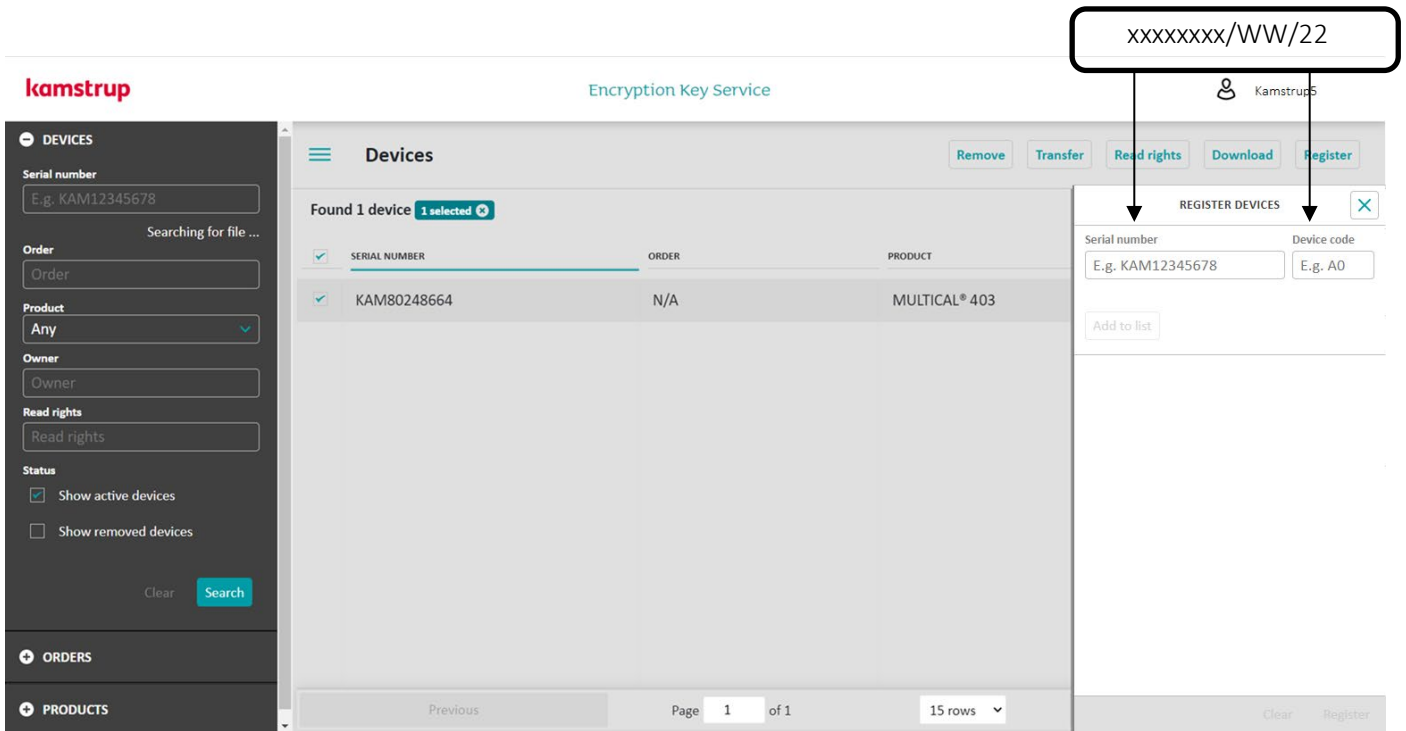 xxxxxxxx/WW/22
kamstrup
Encryption Key Service
Kamstrup5
DEVICES
Serial number
E.g. KAM12345678
Searching for file ...
Order
Order
Product
Any
Owner
Owner
Read rights
Read rights
Status
Show active devices
Show removed devices
Clear Search
ORDERS
PRODUCTS
Devices
Remove Transfer Read rights Download Register
Found 1 device 1 selected
SERIAL NUMBER ORDER PRODUCT
KAM80248664 N/A MULTICAL® 403
Previous Page 1 of 1 15 rows
REGISTER DEVICES
Serial number Device code
E.g. KAM12345678 E.g. A0
Add to list
Clear Register